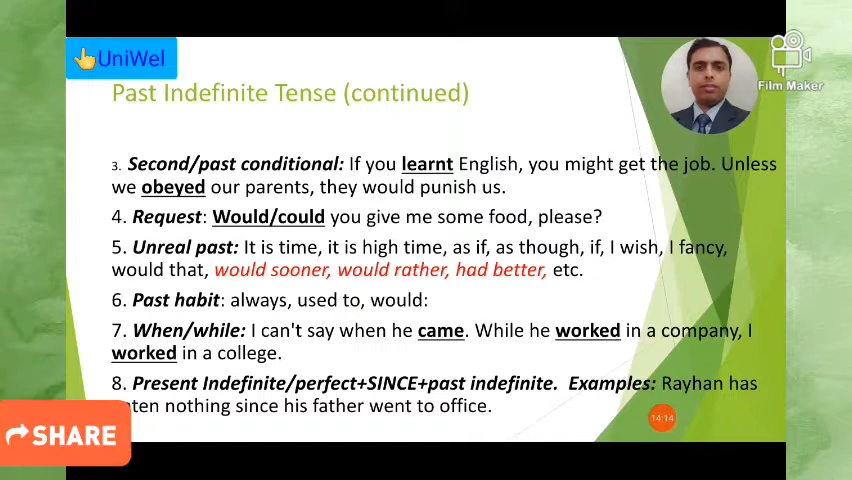 UniWel
Film Maker
Past Indefinite Tense (continued)
3. Second/past conditional: If you learnt English, you might get the job. Unless
we obeyed our parents, they would punish us.
4. Request: Would/could you give me some food, please?
5. Unreal past: It is time, it is high time, as if, as though, if, I wish, I fancy,
would that, would sooner, would rather, had better, etc.
6. Past habit: always, used to, would:
7. When/while: I can't say when he came. While he worked in a company, I
worked in a college.
8. Present Indefinite/perfect+SINCE+past indefinite. Examples: Rayhan has
nothing since his father went to office.
14:14
SHARE